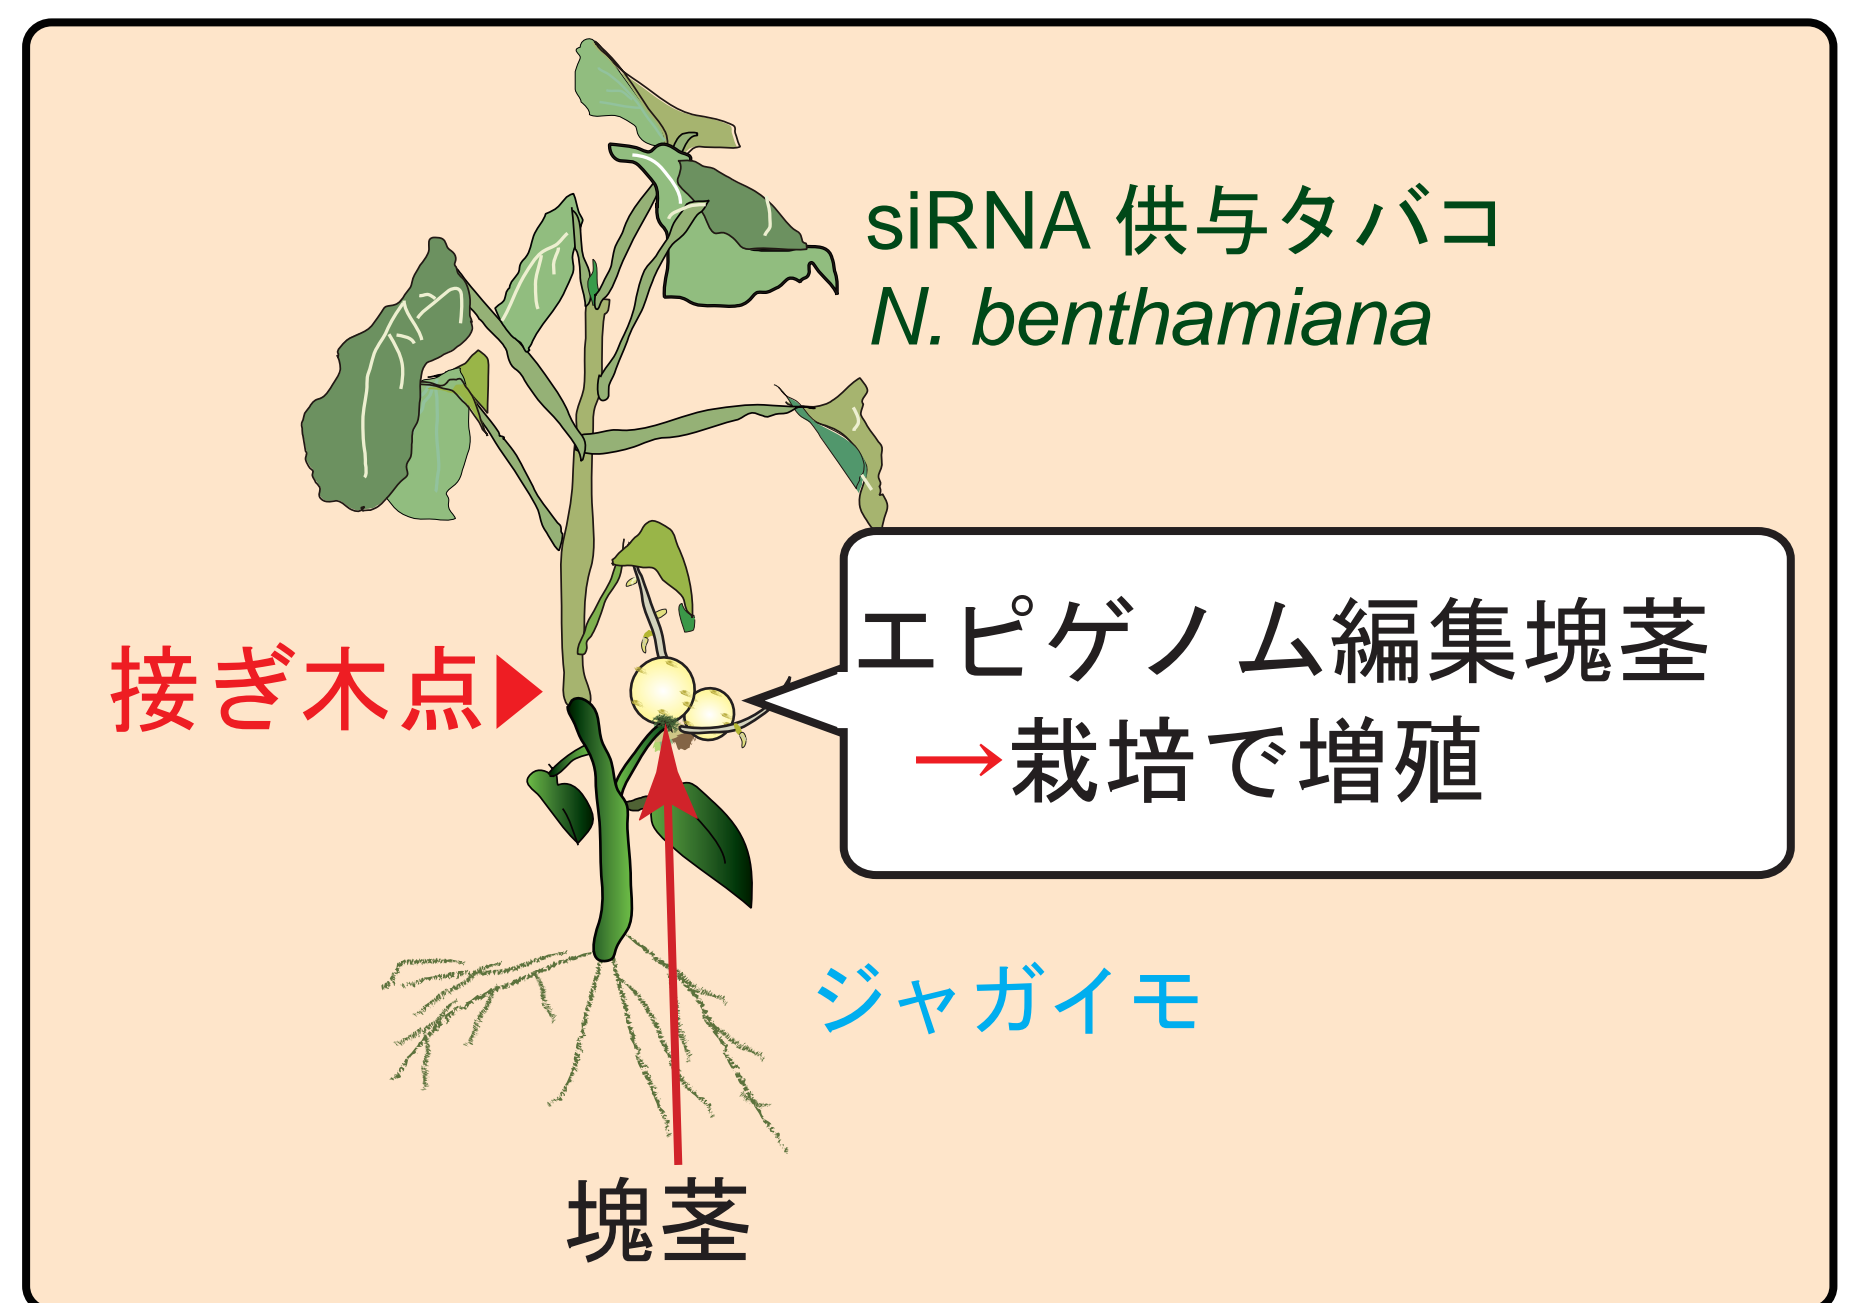 siRNA 供与タバコ
N. benthamiana
エピゲノム編集塊茎
→栽培で増殖
接ぎ木点
ジャガイモ
塊茎